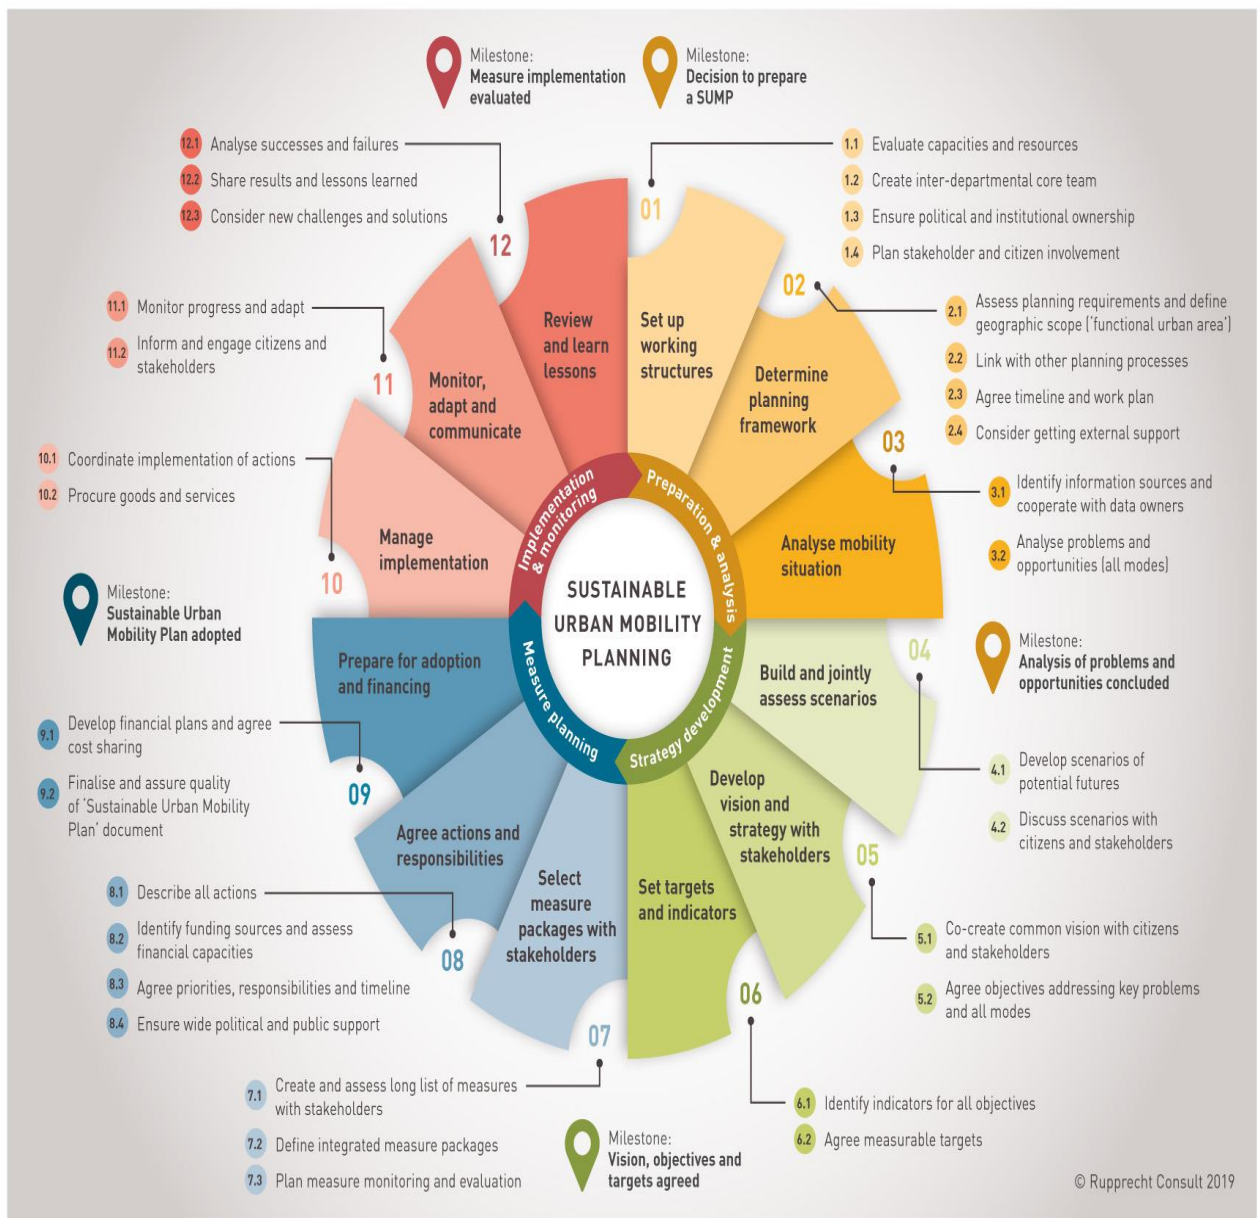 Milestone:
Measure implementation
evaluated
Milestone:
Decision to prepare
a SUMP
12.1 Analyse successes and failures
12.2 Share results and lessons learned
12.3 Consider new challenges and solutions
1.1 Evaluate capacities and resources
1.2 Create inter-departmental core team
1.3 Ensure political and institutional ownership
1.4 Plan stakeholder and citizen involvement
01
12
02
11.1 Monitor progress and adapt
11.2 Inform and engage citizens and
stakeholders
2.1 Assess planning requirements and define
geographic scope ('functional urban area')
2.2 Link with other planning processes
2.3 Agree timeline and work plan
2.4 Consider getting external support
11
03
Review
and learn
lessons
Set up
working
structures
Monitor,
adapt and
communicate
Determine
planning
framework
10.1 Coordinate implementation of actions
10.2 Procure goods and services
3.1 Identify information sources and
cooperate with data owners
3.2 Analyse problems and
opportunities (all modes)
Manage
implementation
Analyse mobility
situation
10
Implementation
& monitoring
Preparation & analysis
SUSTAINABLE
URBAN MOBILITY
PLANNING
Measure planning
Strategy development
Milestone:
Sustainable Urban
Mobility Plan adopted
Milestone:
Analysis of problems and
opportunities concluded
04
Prepare for adoption
and financing
Build and jointly
assess scenarios
9.1 Develop financial plans and agree
cost sharing
9.2 Finalise and assure quality
of 'Sustainable Urban Mobility
Plan' document
4.1 Develop scenarios of
potential futures
4.2 Discuss scenarios with
citizens and stakeholders
09
05
Agree actions and
responsibilities
Develop
vision and
strategy with
stakeholders
Select
measure
packages with
stakeholders
Set targets
and indicators
8.1 Describe all actions
8.2 Identify funding sources and assess
financial capacities
8.3 Agree priorities, responsibilities and timeline
8.4 Ensure wide political and public support
5.1 Co-create common vision with citizens
and stakeholders
5.2 Agree objectives addressing key problems
and all modes
08
06
07
7.1 Create and assess long list of measures
with stakeholders
7.2 Define integrated measure packages
7.3 Plan measure monitoring and evaluation
6.1 Identify indicators for all objectives
6.2 Agree measurable targets
Milestone:
Vision, objectives and
targets agreed
© Rupprecht Consult 2019